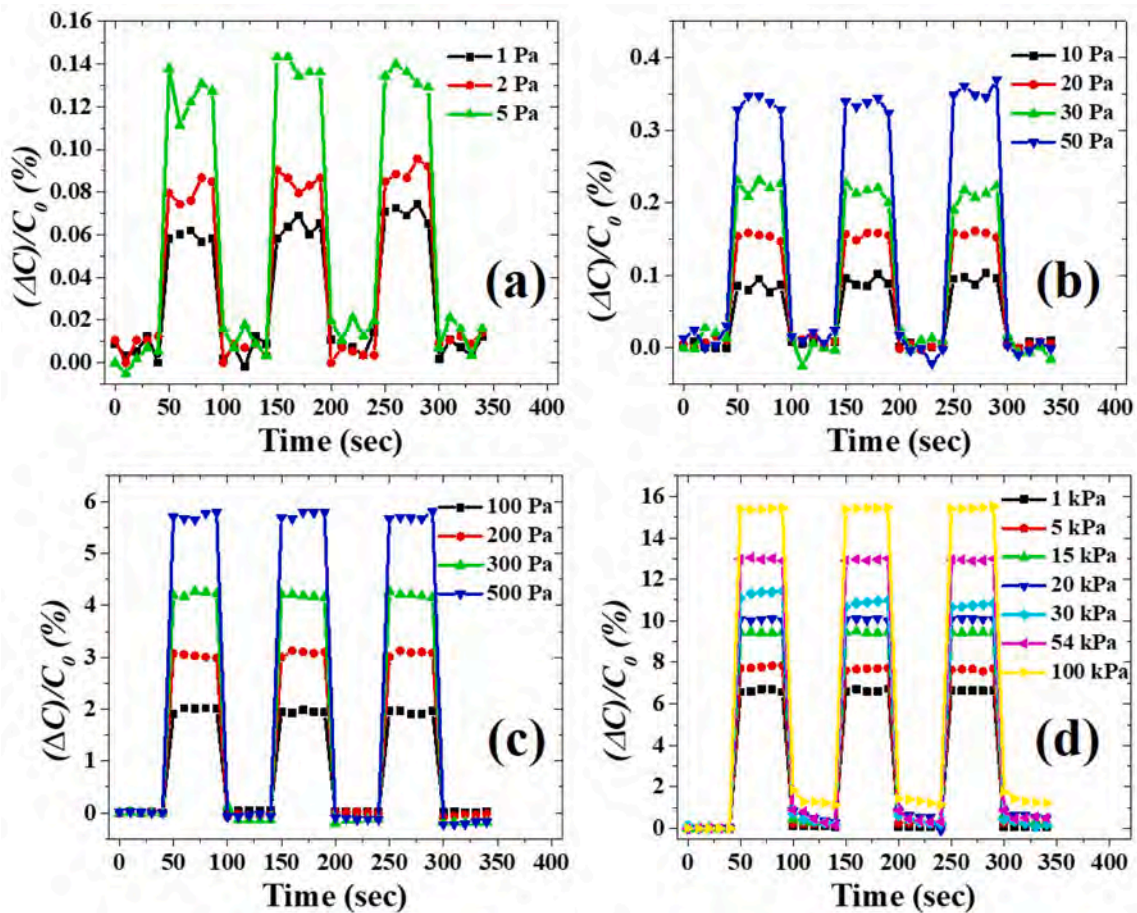 0.16
0.14
0.12
0.10
0.08
0.06
0.04
0.02
0.00
(ΔC)/C0 (%)
1 Pa
2 Pa
5 Pa
(a)
0 50 100 150 200 250 300 350 400
Time (sec)
0.4
0.3
0.2
0.1
0.0
(ΔC)/C0 (%)
10 Pa
20 Pa
30 Pa
50 Pa
(b)
0 50 100 150 200 250 300 350 400
Time (sec)
6
5
4
3
2
1
0
(ΔC)/C0 (%)
100 Pa
200 Pa
300 Pa
500 Pa
(c)
0 50 100 150 200 250 300 350 400
Time (sec)
16
14
12
10
8
6
4
2
0
(ΔC)/C0 (%)
1 kPa
5 kPa
15 kPa
20 kPa
30 kPa
54 kPa
100 kPa
(d)
0 50 100 150 200 250 300 350 400
Time (sec)